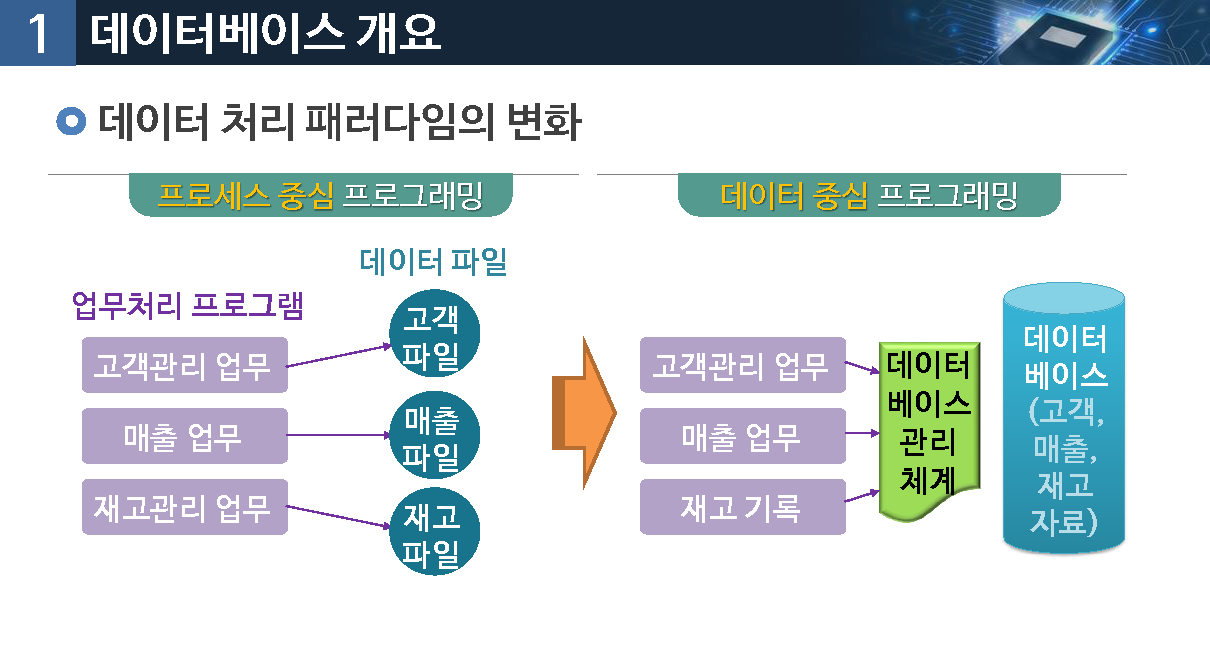 1 데이터베이스 개요
데이터 처리 패러다임의 변화
프로세스 중심 프로그래밍
데이터 파일
업무처리 프로그램
고객관리 업무
고객
파일
매출 업무
매출
파일
재고관리 업무
재고
파일
데이터 중심 프로그래밍
고객관리 업무
매출 업무
재고 기록
데이터
베이스
관리
체계
데이터
베이스
(고객,
매출,
재고
자료)